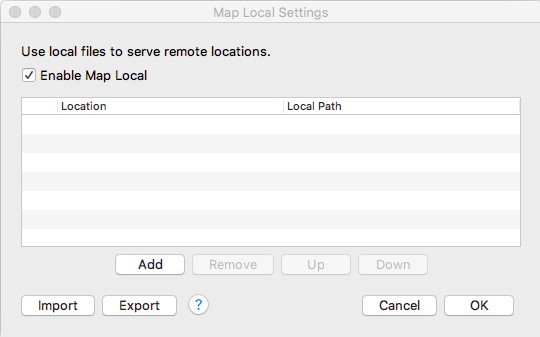 Map Local Settings
Use local files to serve remote locations.
Enable Map Local
Location Local Path
Add Remove Up Down
Import Export ? Cancel OK